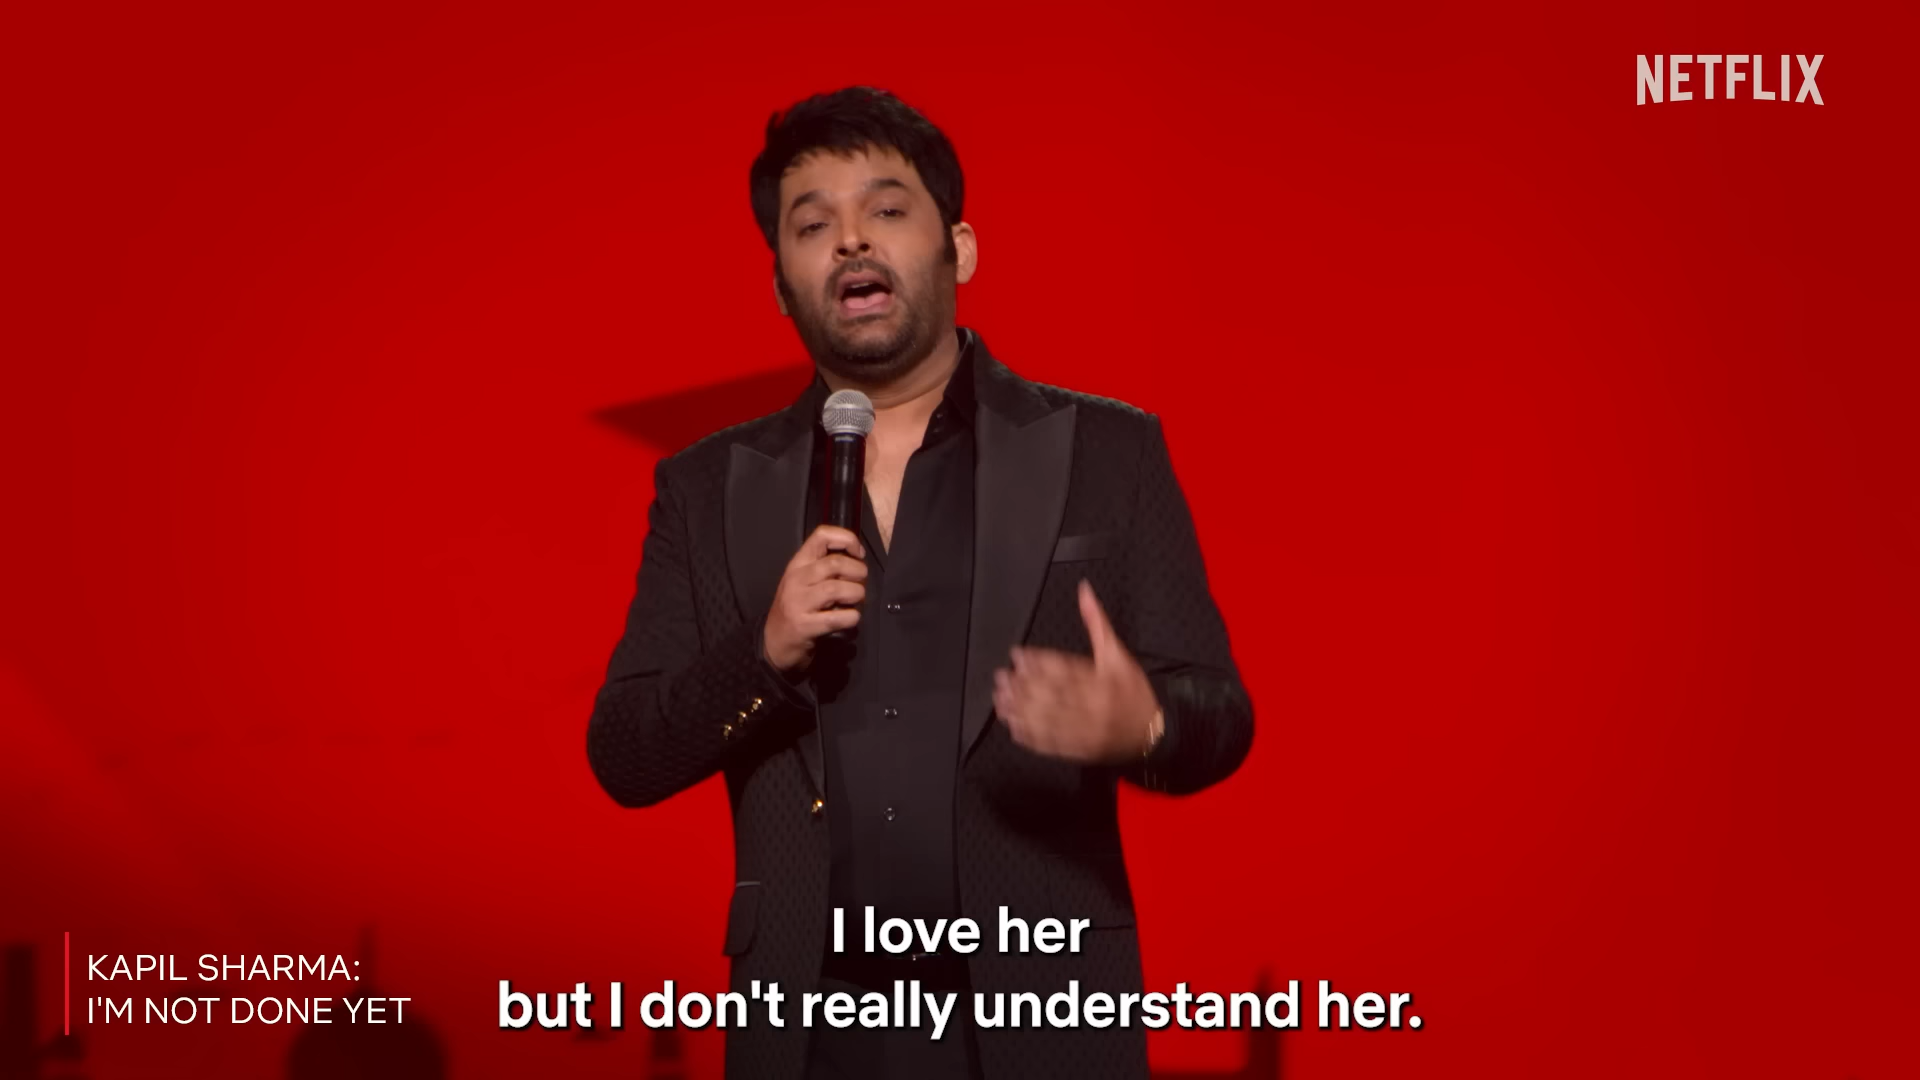 NETFLIX
KAPIL SHARMA:
I'M NOT DONE YET
I love her
but I don't really understand her.